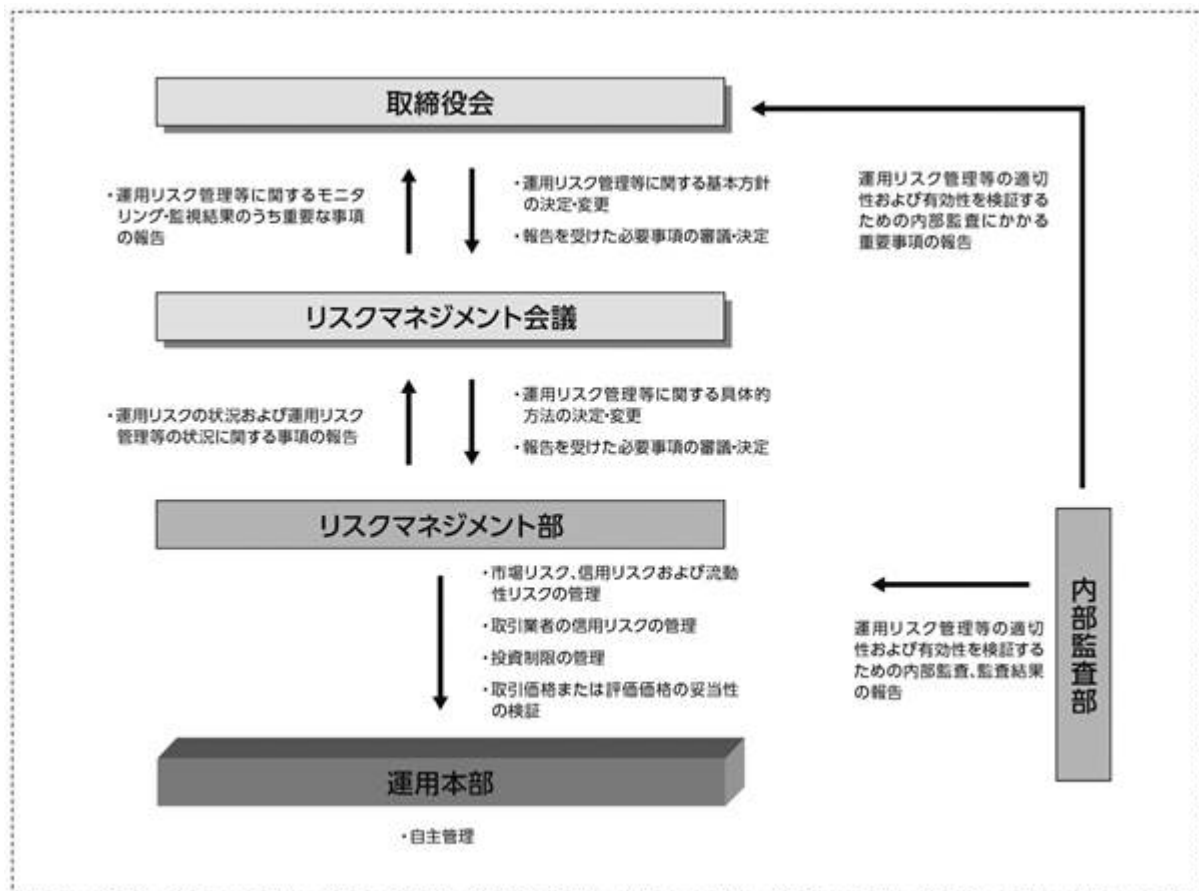 取締役会
・運用リスク管理等に関するモニタ
リング・監視結果のうち重要な事項
の報告
・運用リスク管理等に関する基本方針
の決定・変更
・報告を受けた必要事項の審議・決定
運用リスク管理等の適切
性および有効性を検証する
ための内部監査にかかる
重要事項の報告
リスクマネジメント会議
・運用リスクの状況および運用リスク
管理等の状況に関する事項の報告
・運用リスク管理等に関する具体的
方法の決定・変更
・報告を受けた必要事項の審議・決定
リスクマネジメント部
・市場リスク、信用リスクおよび流動
性リスクの管理
・取引業者の信用リスクの管理
・投資制限の管理
・取引価格または評価価格の妥当性
の検証
運用リスク管理等の適切
性および有効性を検証する
ための内部監査、監査結果
の報告
内部監査部
運用本部
・自主管理